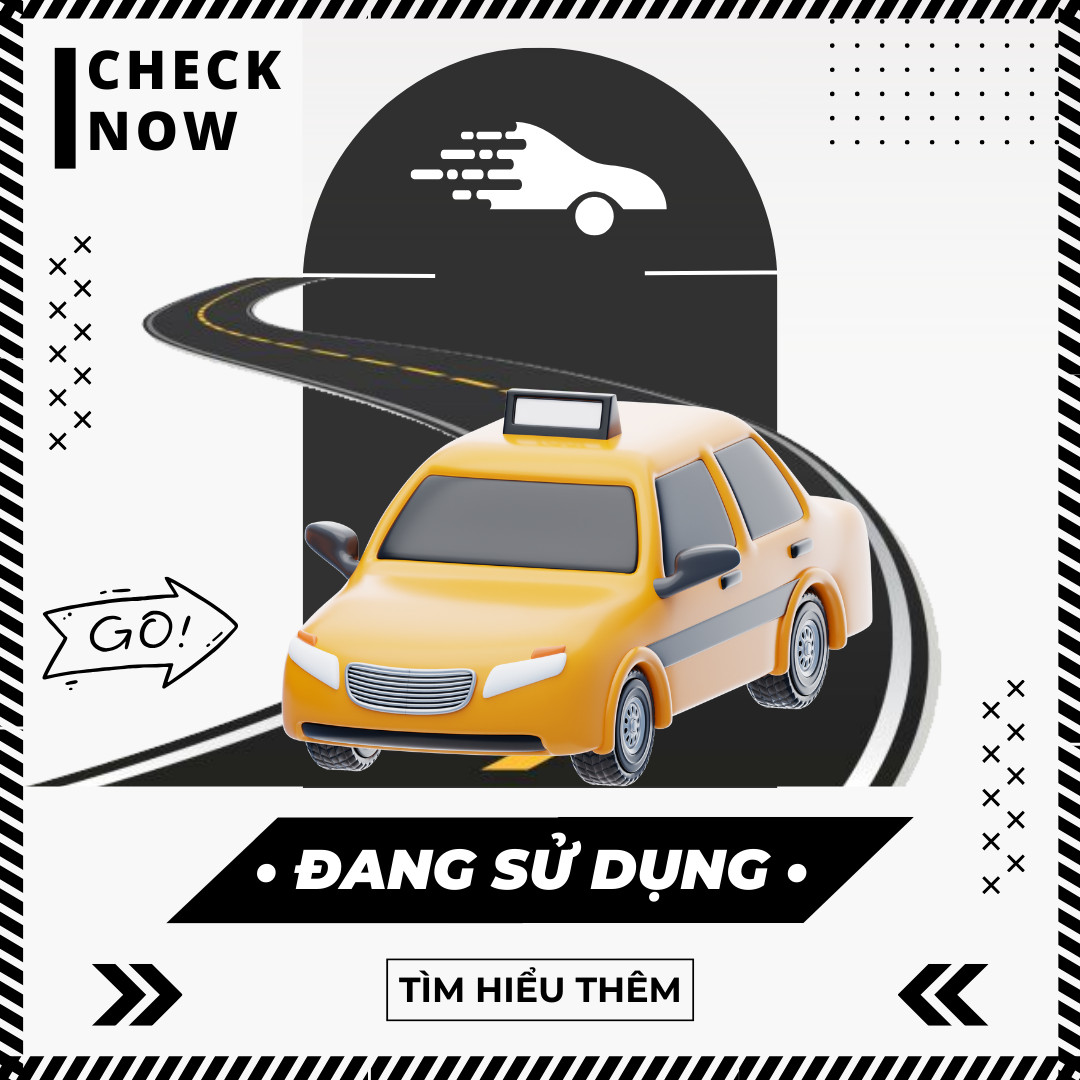 CHECK
NOW
GO!
• ĐANG SỬ DỤNG •
TÌM HIỂU THÊM